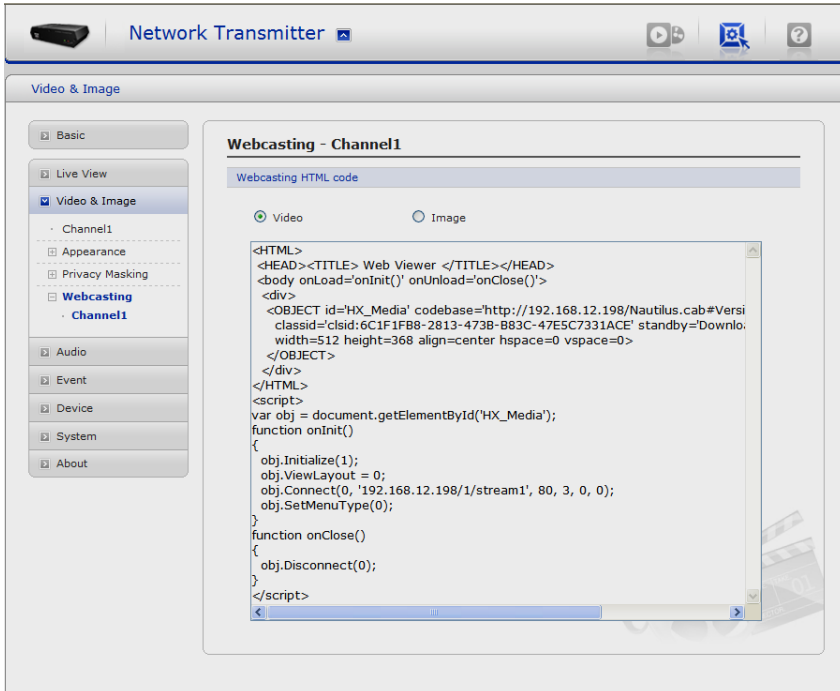 Network Transmitter
Video & Image
Basic
Live View
Video & Image
Channel1
Appearance
Privacy Masking
Webcasting
Channel1
Audio
Event
Device
System
About
Webcasting - Channel1
Webcasting HTML code
Video Image
<HTML>
<HEAD><TITLE> Web Viewer </TITLE></HEAD>
<body onLoad='onInit()' onUnload='onClose()'>
<div>
<OBJECT id='HX_Media' codebase='http://192.168.12.198/Nautilus.cab#Versi
classid='clsid:6C1F1FB8-2813-473B-B83C-47E5C7331ACE' standby='Downloa
width=512 height=368 align=center hspace=0 vspace=0>
</OBJECT>
</div>
</HTML>
<script>
var obj = document.getElementById('HX_Media');
function onInit()
{
obj.Initialize(1);
obj.ViewLayout = 0;
obj.Connect(0, '192.168.12.198/1/stream1', 80, 3, 0, 0);
obj.SetMenuType(0);
}
function onClose()
{
obj.Disconnect(0);
}
</script>
01